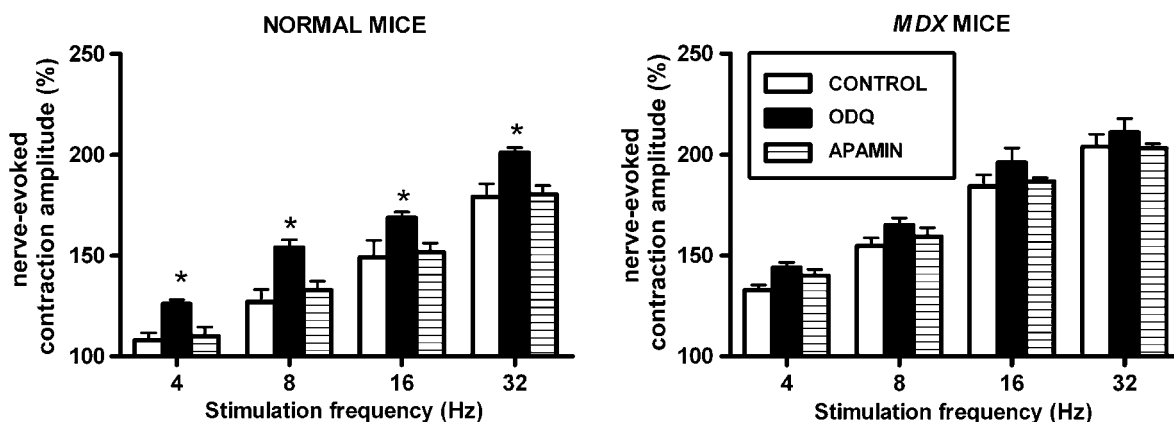 NORMAL MICE
nerve-evoked
contraction amplitude (%)
250
200
150
100
*
*
*
*
4
8
16
32
Stimulation frequency (Hz)
MDX MICE
nerve-evoked
contraction amplitude (%)
250
200
150
100
CONTROL
ODQ
APAMIN
4
8
16
32
Stimulation frequency (Hz)